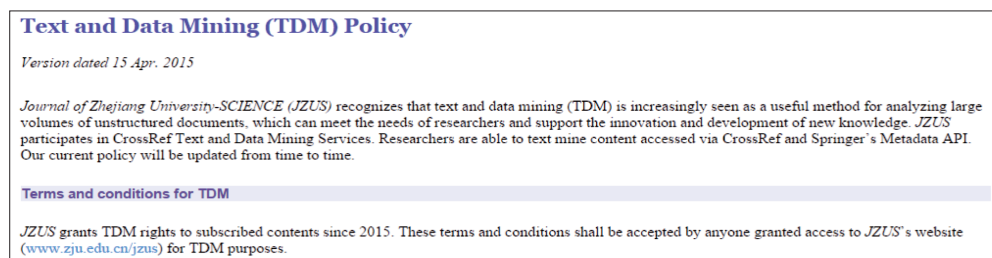 Text and Data Mining (TDM) Policy
Version dated 15 Apr. 2015
Journal of Zhejiang University-SCIENCE (JZUS) recognizes that text and data mining (TDM) is increasingly seen as a useful method for analyzing large
volumes of unstructured documents, which can meet the needs of researchers and support the innovation and development of new knowledge. JZUS
participates in CrossRef Text and Data Mining Services. Researchers are able to text mine content accessed via CrossRef and Springer's Metadata API.
Our current policy will be updated from time to time.
Terms and conditions for TDM
JZUS grants TDM rights to subscribed contents since 2015. These terms and conditions shall be accepted by anyone granted access to JZUS's website
(www.zju.edu.cn/jzus) for TDM purposes.